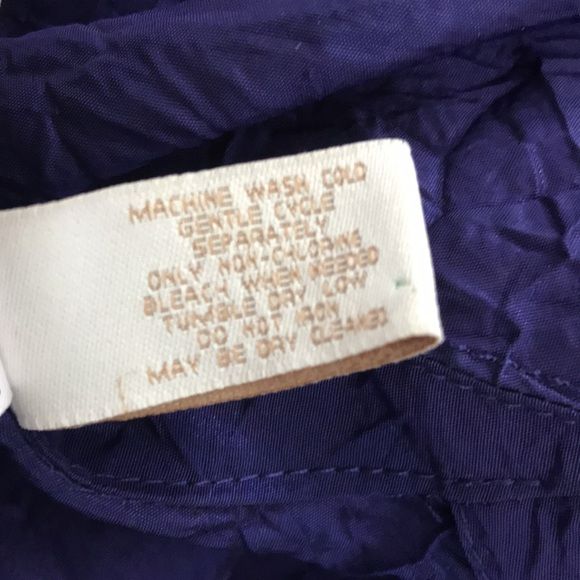 MACHINE WASH COLD
GENTLE CYCLE
SEPARATELY
ONLY NON-CHLORINE
BLEACH WHEN NEEDED
TUMBLE DRY LOW
DO NOT IRON
MAY BE DRY CLEANED